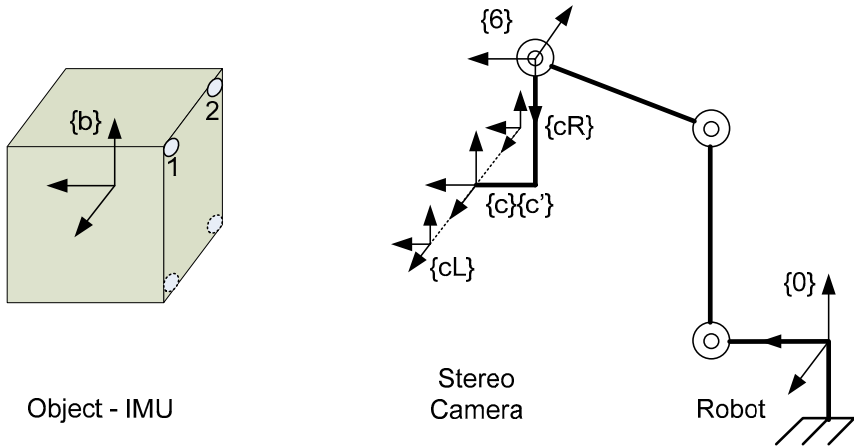 {6}
2
{b}
1
{cR}
{c}{c'}
{cL}
{0}
Object - IMU
Stereo
Camera
Robot